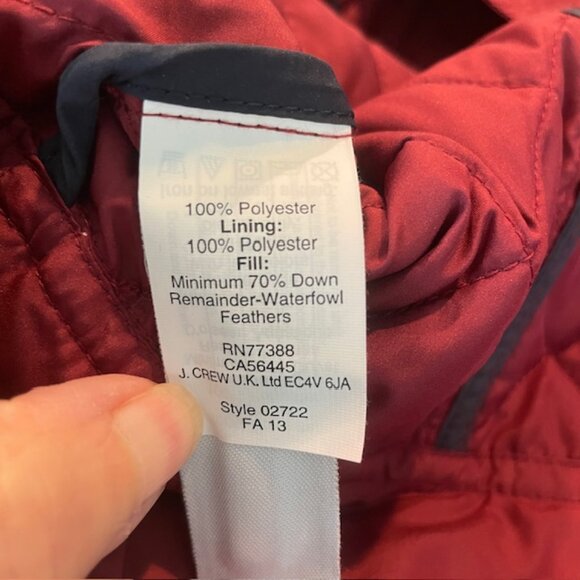 100% Polyester
Lining:
100% Polyester
Fill:
Minimum 70% Down
Remainder-Waterfowl
Feathers
RN77388
CA56445
J. CREW U.K. Ltd EC4V 6JA
Style 02722
FA 13